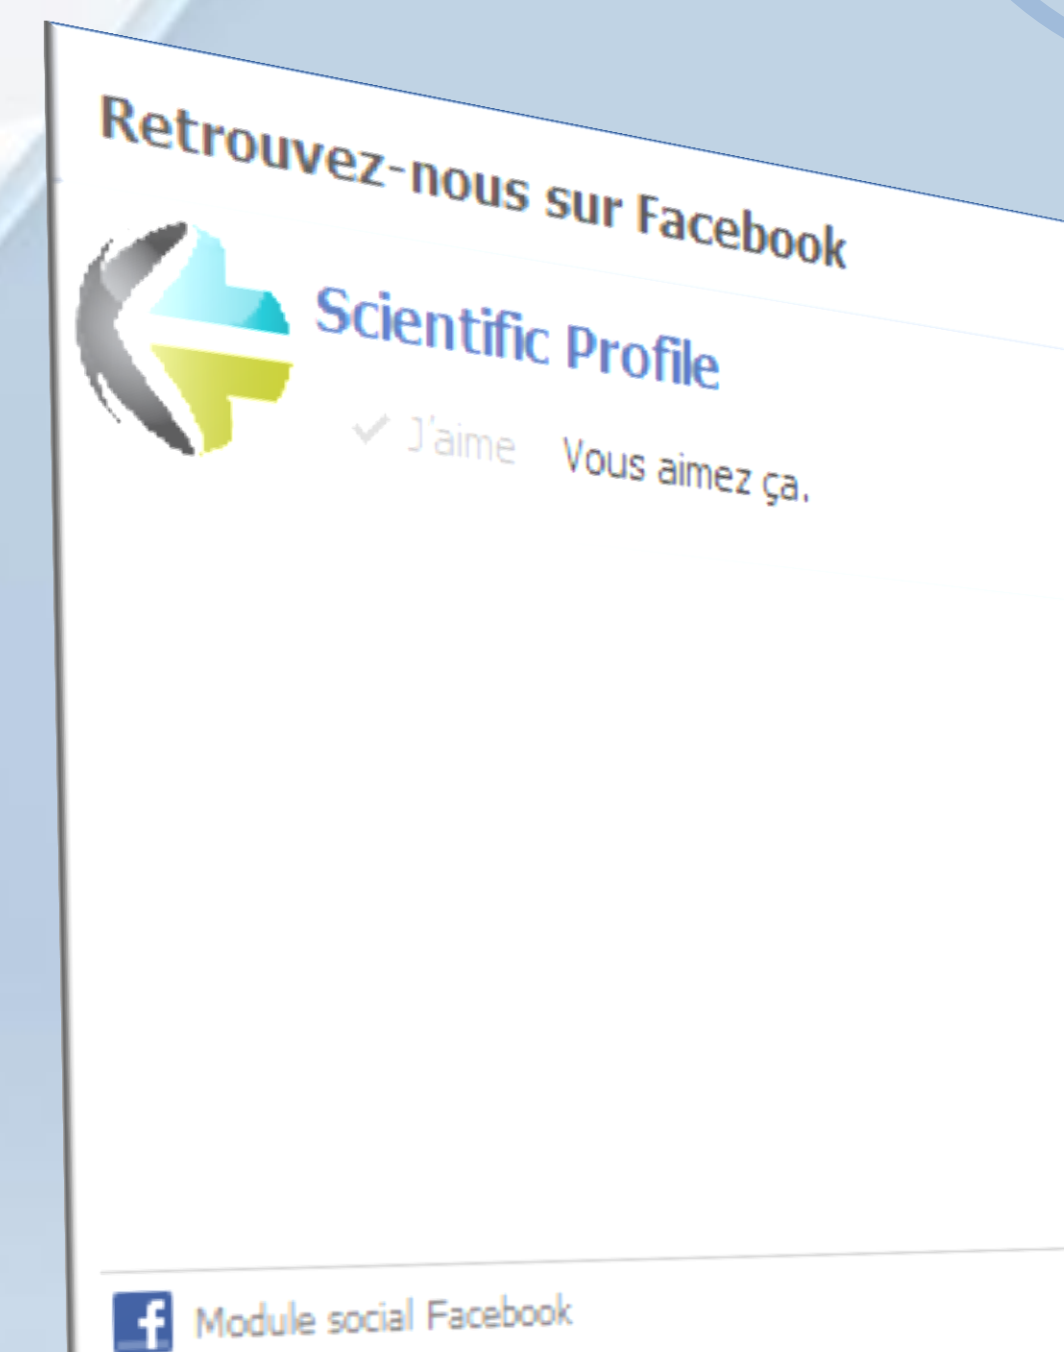 Retrouvez-nous sur Facebook
Scientific Profile
J'aime Vous aimez ça.
Module social Facebook